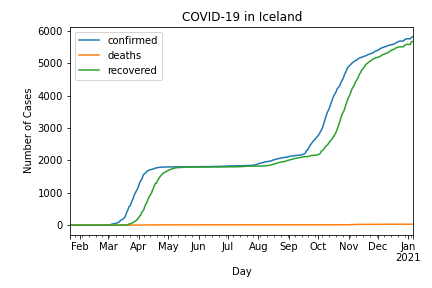 COVID-19 in Iceland
confirmed
deaths
recovered
Number of Cases
6000
5000
4000
3000
2000
1000
0
Feb Mar Apr May Jun Jul Aug Sep Oct Nov Dec Jan
2021
Day